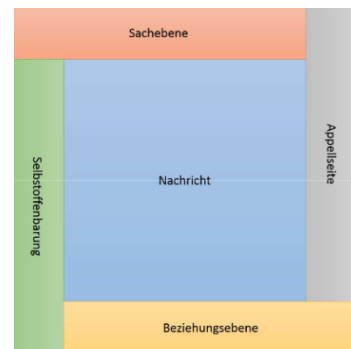 Sachebene
Appellseite
Nachricht
Selbstoffenbarung
Beziehungsebene